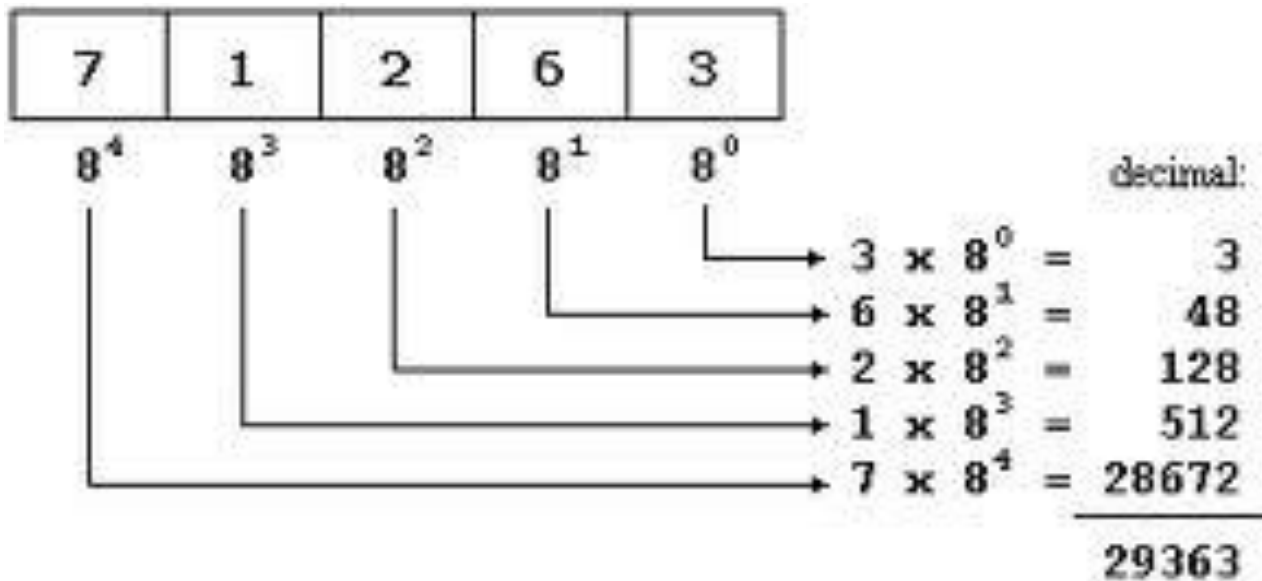 7 1 2 6 3
8⁴ 8³ 8² 8¹ 8⁰
decimal:
3 x 8⁰ = 3
6 x 8¹ = 48
2 x 8² = 128
1 x 8³ = 512
7 x 8⁴ = 28672
29363